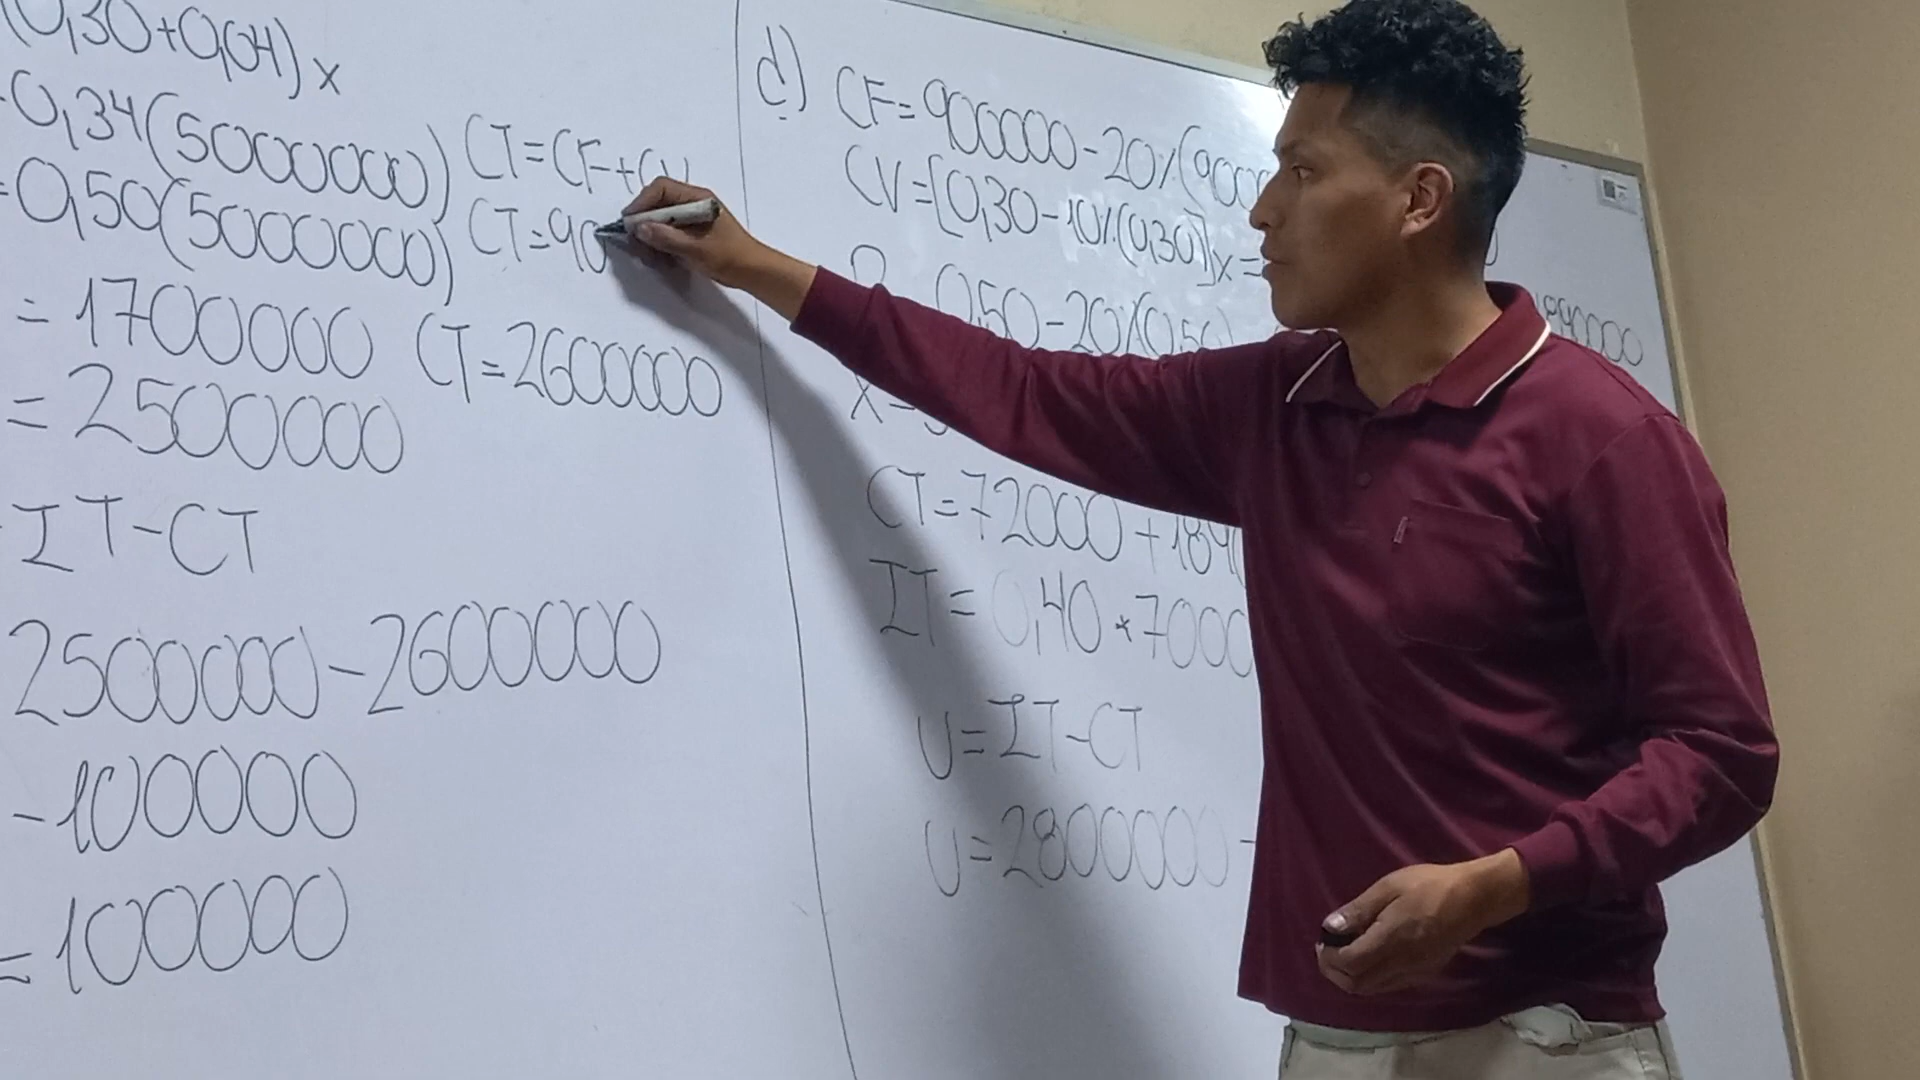 (0,30+0,04)x
0,34(5000000)
=0,50(5000000)
= 1700000
= 2500000
IT-CT
2500000-2600000
-100000
=100000
CT=CF+CV
CT=90
CT=2600000
d) CF=900000-20%(9000
CV=[0,30-10%(0,30)]x=
0,50-20%(0,50)
890000
X=
CT=72000+1890
IT=0,40*7000
U=IT-CT
U=2800000-